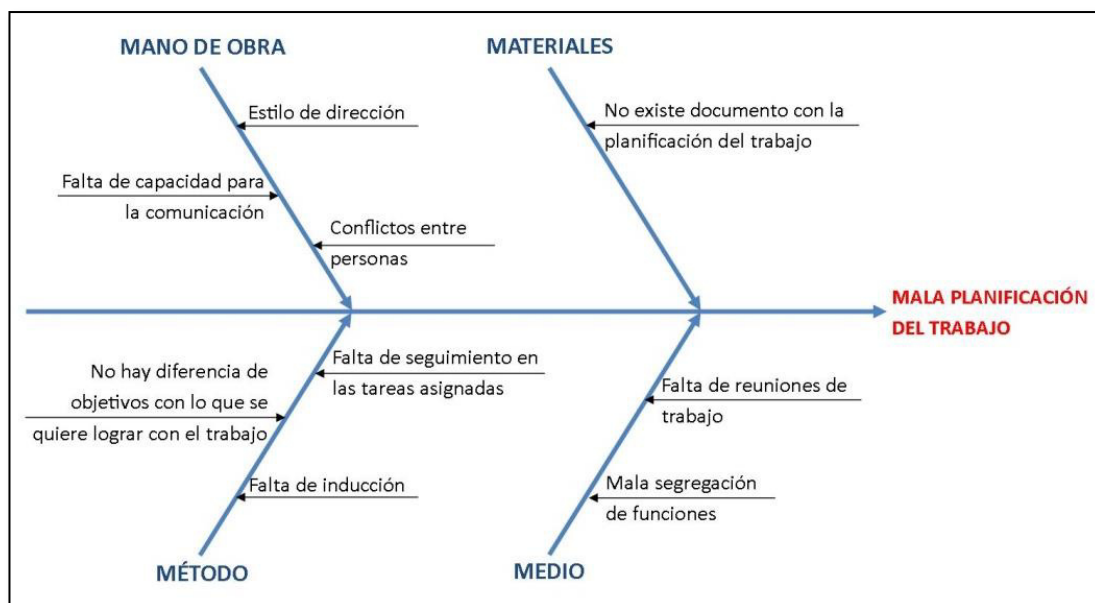 MANO DE OBRA
Estilo de dirección
Falta de capacidad para
la comunicación
Conflictos entre
personas
MATERIALES
No existe documento con la
planificación del trabajo
MALA PLANIFICACIÓN
DEL TRABAJO
Falta de seguimiento en
las tareas asignadas
No hay diferencia de
objetivos con lo que se
quiere lograr con el trabajo
Falta de inducción
MÉTODO
Falta de reuniones de
trabajo
Mala segregación
de funciones
MEDIO